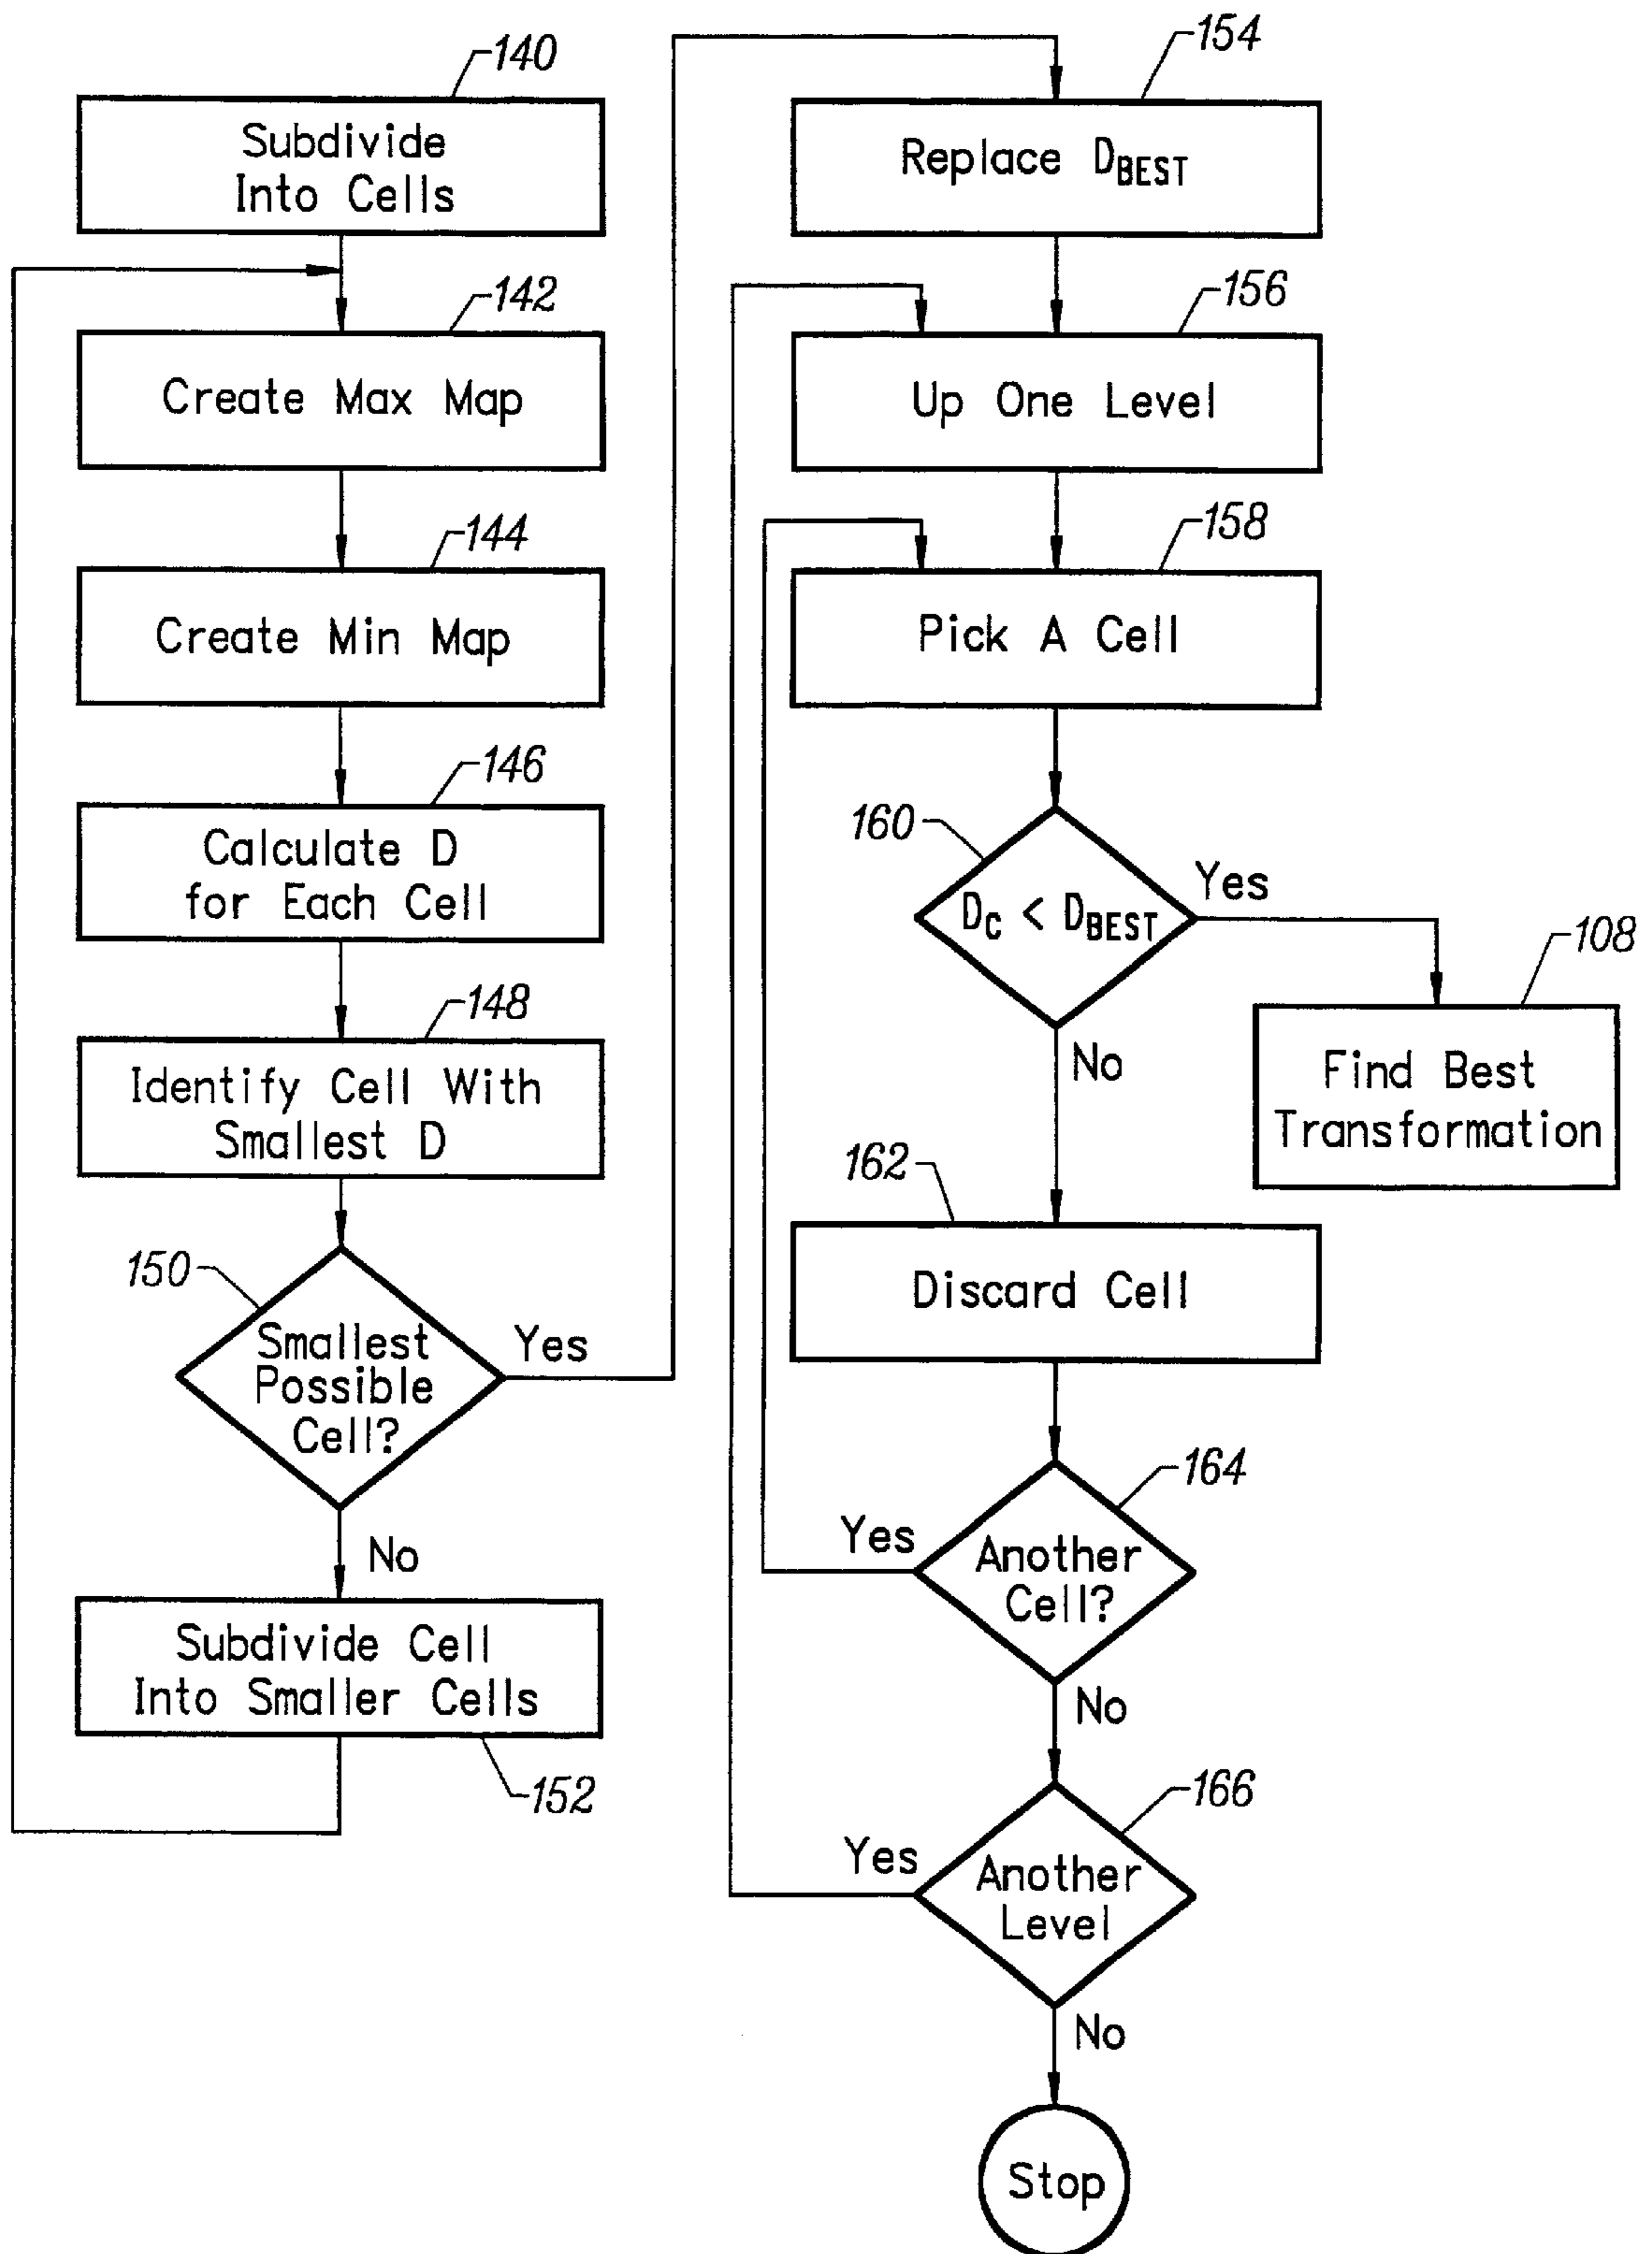 140
Subdivide
Into Cells
142
Create Max Map
144
Create Min Map
146
Calculate D
for Each Cell
148
Identify Cell With
Smallest D
150
Smallest
Possible
Cell?
Yes
No
Subdivide Cell
Into Smaller Cells
152
154
Replace D_BEST
156
Up One Level
158
Pick A Cell
160
D_C < D_BEST
Yes
No
108
Find Best
Transformation
162
Discard Cell
164
Another
Cell?
Yes
No
166
Another
Level
Yes
No
Stop